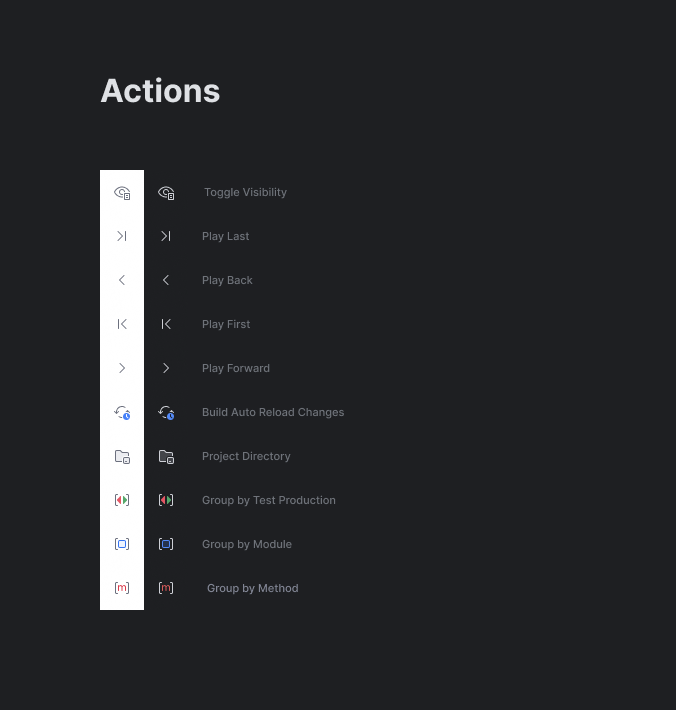 Actions
Toggle Visibility
Play Last
Play Back
Play First
Play Forward
Build Auto Reload Changes
Project Directory
Group by Test Production
Group by Module
[m] [m] Group by Method